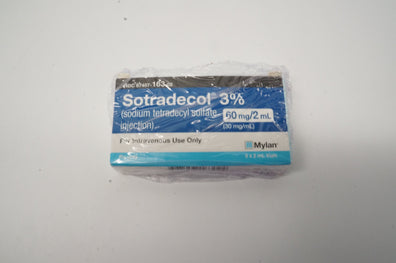 Sotradecol® 3%
(sodium tetradecyl sulfate
injection)
60 mg/2 mL
(30 mg/mL)
For Intravenous Use Only
Mylan®